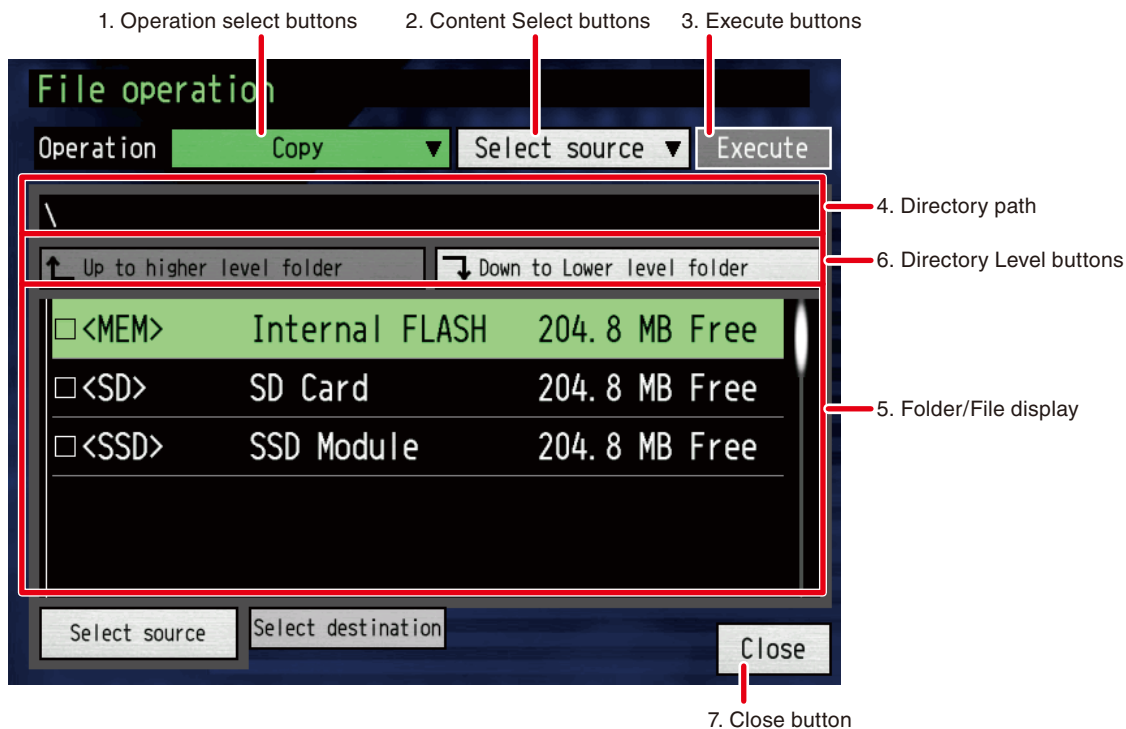 1. Operation select buttons
2. Content Select buttons
3. Execute buttons
File operation
Operation
Copy ▼
Select source ▼
Execute
\
4. Directory path
Up to higher level folder
Down to Lower level folder
6. Directory Level buttons
□<MEM> Internal FLASH 204.8 MB Free
□<SD> SD Card 204.8 MB Free
5. Folder/File display
□<SSD> SSD Module 204.8 MB Free
Select source
Select destination
Close
7. Close button